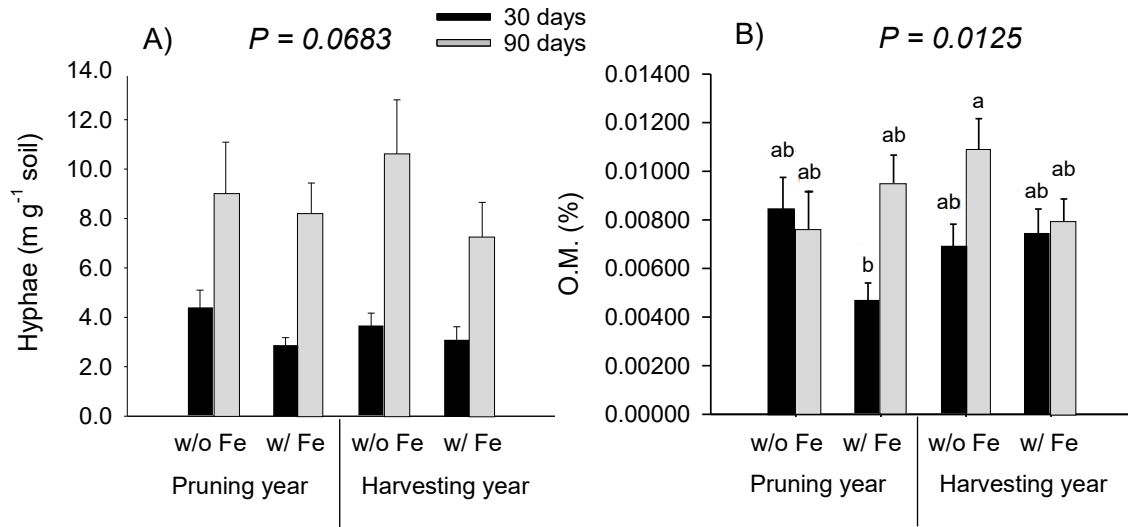 30 days
90 days
A)
P = 0.0683
Hyphae (m g⁻¹ soil)
14.0
12.0
10.0
8.0
6.0
4.0
2.0
0.0
w/o Fe w/ Fe w/o Fe w/ Fe
Pruning year Harvesting year
B)
P = 0.0125
O.M. (%)
0.01400
0.01200
0.01000
0.00800
0.00600
0.00400
0.00200
0.00000
ab ab b ab ab a ab ab
w/o Fe w/ Fe w/o Fe w/ Fe
Pruning year Harvesting year